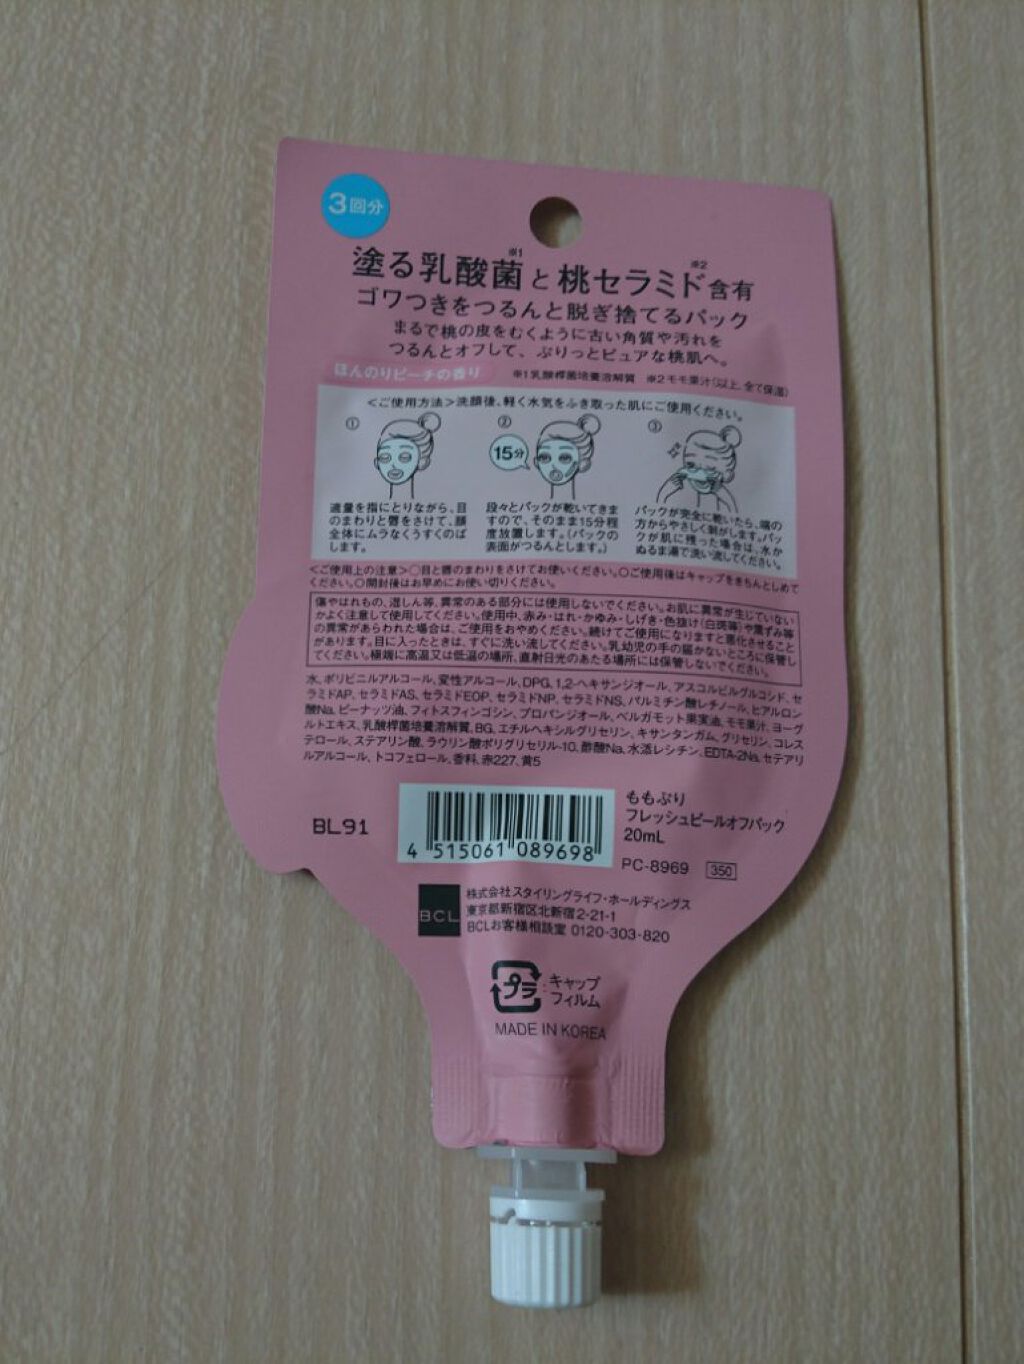 3回分
塗る乳酸菌※1と桃セラミド※2含有
ゴワつきをつるんと脱ぎ捨てるパック
まるで桃の皮をむくように古い角質や汚れを
つるんとオフして、ぷりっとピュアな桃肌へ。
ほんのりピーチの香り
※1乳酸桿菌培養溶解質 ※2モモ果汁(以上、全て保湿)
<ご使用方法>洗顔後、軽く水気をふき取った肌にご使用ください。
①
適量を指にとりながら、目
のまわりと唇をさけて、顔
全体にムラなくうすくのば
します。
②
15分
段々とパックが乾いてきま
すので、そのまま15分程
度放置します。(パックの
表面がつるんとします。)
③
パックが完全に乾いたら、端の
方からやさしく剥がします。パッ
クが肌に残った場合は、水か
ぬるま湯で洗い流してください。
<ご使用上の注意>○目と唇のまわりをさけてお使いください。○ご使用後はキャップをきちんとしめて
ください。○開封後はお早めにお使い切りください。
傷やはれもの、湿しん等、異常のある部分には使用しないでください。お肌に異常が生じていない
かよく注意して使用してください。使用中、赤み・はれ・かゆみ・しげき・色抜け(白斑等)や黒ずみ等
の異常があらわれた場合は、ご使用をおやめください。続けてご使用になりますと悪化させること
があります。目に入ったときは、すぐに洗い流してください。乳幼児の手の届かないところに保管し
てください。極端に高温又は低温の場所、直射日光のあたる場所には保管しないでください。
水、ポリビニルアルコール、変性アルコール、DPG、1,2-ヘキサンジオール、アスコルビルグルコシド、セ
ラミドAP、セラミドAS、セラミドEOP、セラミドNP、セラミドNS、パルミチン酸レチノール、ヒアルロン
酸Na、ピーナッツ油、フィトスフィンゴシン、プロパンジオール、ベルガモット果実油、モモ果汁、ヨーグ
ルトエキス、乳酸桿菌培養溶解質、BG、エチルヘキシルグリセリン、キサンタンガム、グリセリン、コレス
テロール、ステアリン酸、ラウリン酸ポリグリセリル-10、酢酸Na、水添レシチン、EDTA-2Na、セテアリ
ルアルコール、トコフェロール、香料、赤227、黄5
BL91
4 515061 089698
ももぷり
フレッシュピールオフパック
20mL
PC-8969 350
BCL
株式会社スタイリングライフ・ホールディングス
東京都新宿区北新宿2-21-1
BCLお客様相談室 0120-303-820
プラ:キャップ
フィルム
MADE IN KOREA